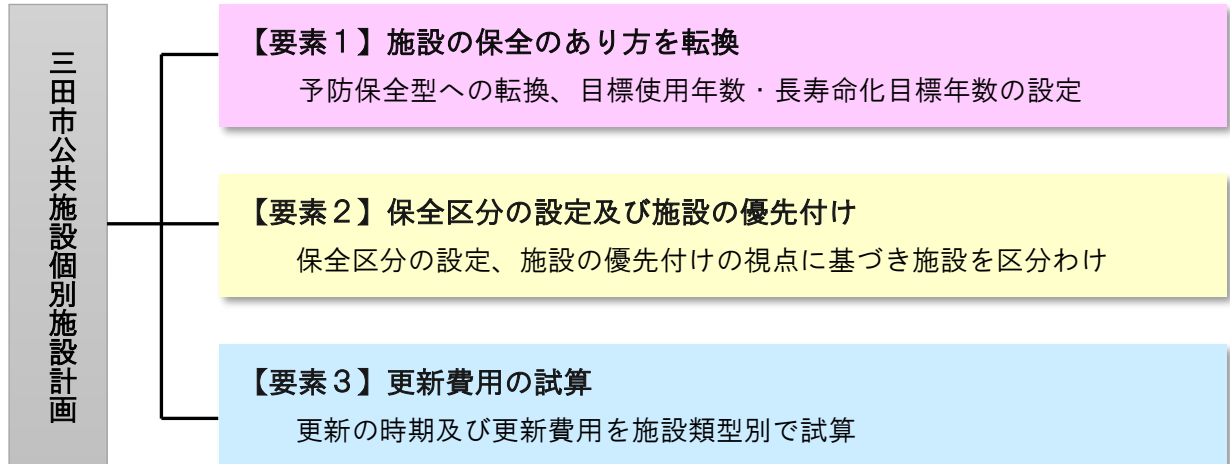 三田市公共施設個別施設計画
【要素１】施設の保全のあり方を転換
予防保全型への転換、目標使用年数・長寿命化目標年数の設定
【要素２】保全区分の設定及び施設の優先付け
保全区分の設定、施設の優先付けの視点に基づき施設を区分わけ
【要素３】更新費用の試算
更新の時期及び更新費用を施設類型別で試算